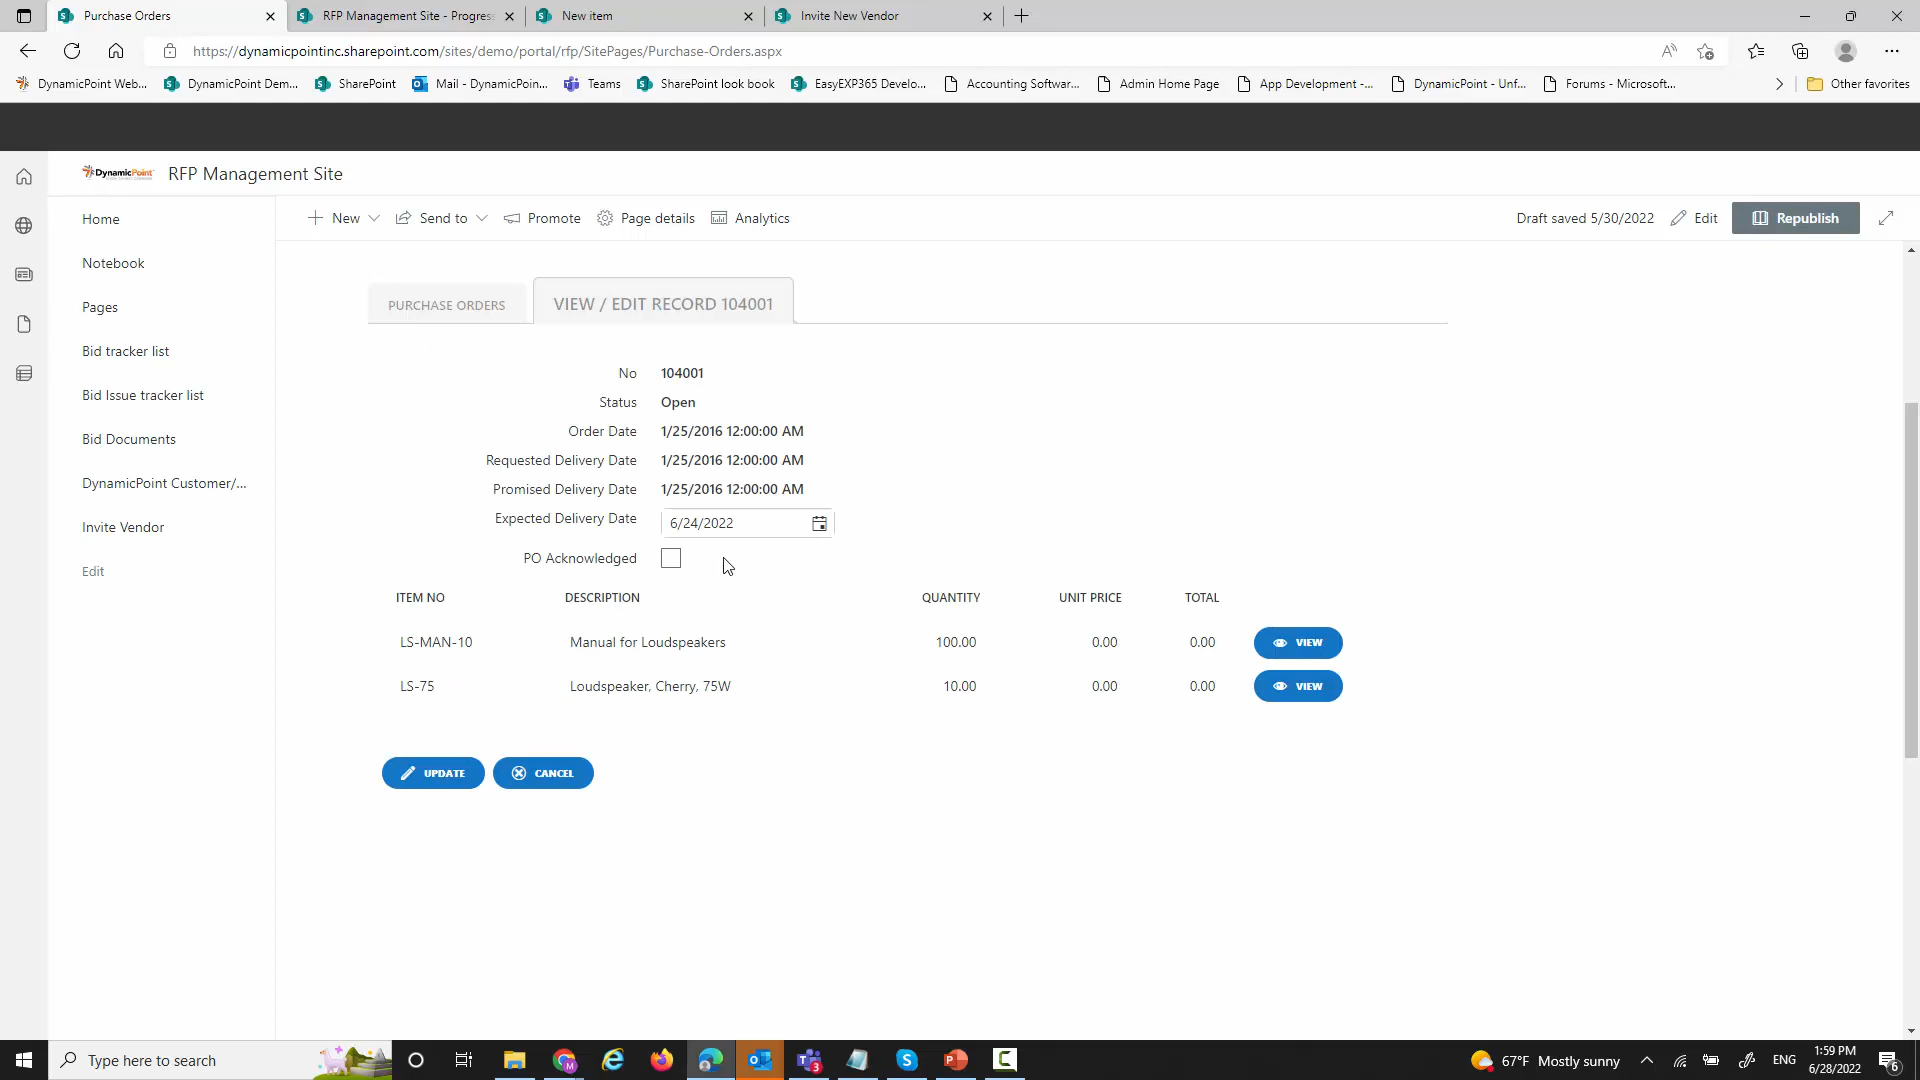 Purchase Orders
RFP Management Site - Progress
New item
Invite New Vendor
https://dynamicpointinc.sharepoint.com/sites/demo/portal/rfp/SitePages/Purchase-Orders.aspx
DynamicPoint Web...
DynamicPoint Dem...
SharePoint
Mail - DynamicPoin...
Teams
SharePoint look book
EasyEXP365 Develo...
Accounting Softwar...
Admin Home Page
App Development -...
DynamicPoint - Unf...
Forums - Microsoft...
Other favorites
DynamicPoint
RFP Management Site
Home
Notebook
Pages
Bid tracker list
Bid Issue tracker list
Bid Documents
DynamicPoint Customer/...
Invite Vendor
Edit
New
Send to
Promote
Page details
Analytics
Draft saved 5/30/2022
Edit
Republish
PURCHASE ORDERS
VIEW / EDIT RECORD 104001
No 104001
Status Open
Order Date 1/25/2016 12:00:00 AM
Requested Delivery Date 1/25/2016 12:00:00 AM
Promised Delivery Date 1/25/2016 12:00:00 AM
Expected Delivery Date 6/24/2022
PO Acknowledged
ITEM NO DESCRIPTION QUANTITY UNIT PRICE TOTAL
LS-MAN-10 Manual for Loudspeakers 100.00 0.00 0.00 VIEW
LS-75 Loudspeaker, Cherry, 75W 10.00 0.00 0.00 VIEW
UPDATE
CANCEL
Type here to search
67°F Mostly sunny
ENG
1:59 PM
6/28/2022
6